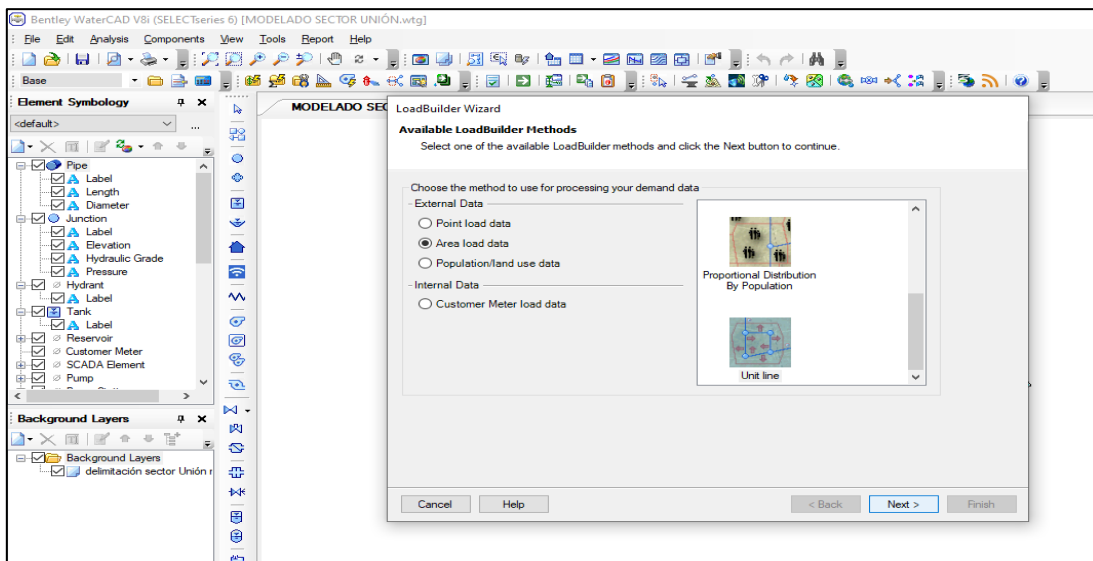 Bentley WaterCAD V8i (SELECTseries 6) [MODELADO SECTOR UNIÓN.wtg]
File Edit Analysis Components View Tools Report Help
Base
Element Symbology
<default>
Pipe
Label
Length
Diameter
Junction
Label
Elevation
Hydraulic Grade
Pressure
Hydrant
Label
Tank
Label
Reservoir
Customer Meter
SCADA Element
Pump
Background Layers
Background Layers
delimitación sector Unión r
MODELADO SEC
LoadBuilder Wizard
Available LoadBuilder Methods
Select one of the available LoadBuilder methods and click the Next button to continue.
Choose the method to use for processing your demand data
External Data
Point load data
Area load data
Population/land use data
Internal Data
Customer Meter load data
Proportional Distribution
By Population
Unit line
Cancel Help < Back Next > Finish